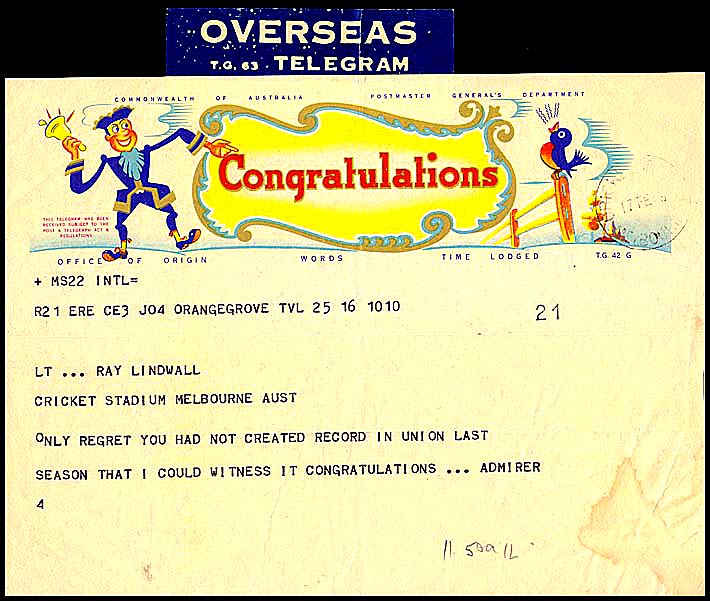 OVERSEAS
T.G. 63 TELEGRAM
COMMONWEALTH OF AUSTRALIA POSTMASTER GENERAL'S DEPARTMENT
Congratulations
THIS TELEGRAM HAS BEEN
RECEIVED SUBJECT TO THE
POST & TELEGRAPH ACT &
REGULATIONS
17 FE
OFFICE OF ORIGIN WORDS TIME LODGED T.G. 42 G
+ MS22 INTL=
R21 ERE CE3 J04 ORANGEGROVE TVL 25 16 1010
21
LT ... RAY LINDWALL
CRICKET STADIUM MELBOURNE AUST
ONLY REGRET YOU HAD NOT CREATED RECORD IN UNION LAST
SEASON THAT I COULD WITNESS IT CONGRATULATIONS ... ADMIRER
4